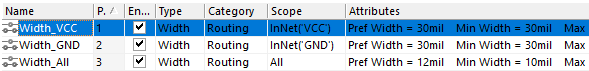 Name P. En... Type Category Scope Attributes
Width_VCC 1 Width Routing InNet('VCC') Pref Width = 30mil Min Width = 30mil Max
Width_GND 2 Width Routing InNet('GND') Pref Width = 30mil Min Width = 30mil Max
Width_All 3 Width Routing All Pref Width = 12mil Min Width = 10mil Max